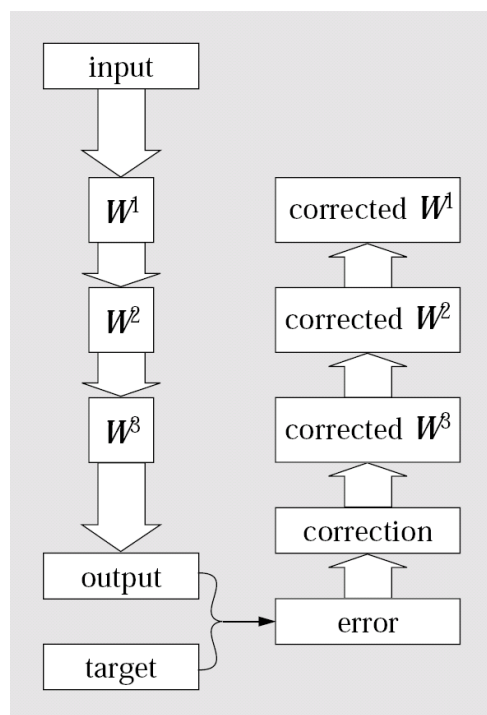 input
W¹
W²
W³
output
target
corrected W¹
corrected W²
corrected W³
correction
error